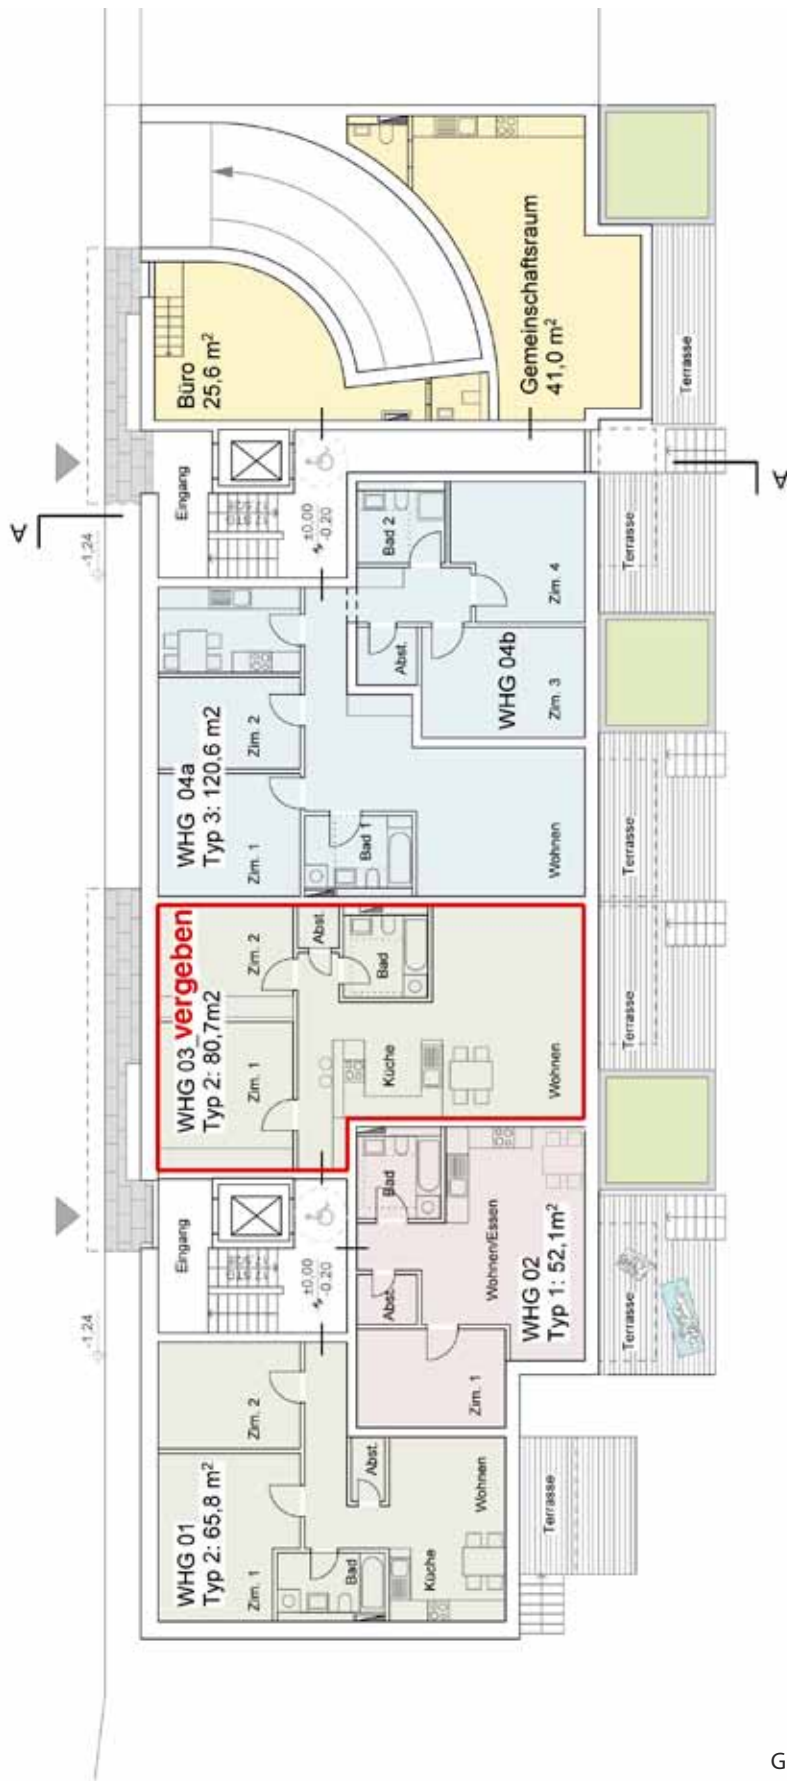 WHG 01
Typ 2: 65,8 m²
Zim. 1
Zim. 2
Bad
Abst.
Küche
Wohnen
Terrasse
-1.24
Eingang
±0.00
-0.20
WHG 02
Typ 1: 52,1m²
Zim. 1
Abst.
Bad
Wohnen/Essen
Terrasse
WHG 03_vergeben
Typ 2: 80,7m2
Zim. 1
Zim. 2
Abst.
Bad
Küche
Wohnen
Terrasse
WHG 04a
Typ 3: 120,6 m2
Zim. 1
Zim. 2
Bad 1
Wohnen
Terrasse
Abst.
Bad 2
WHG 04b
Zim. 3
Zim. 4
Terrasse
-1.24
A
Eingang
±0.00
-0.20
A
Büro
25,6 m²
Gemeinschaftsraum
41,0 m²
Terrasse
G